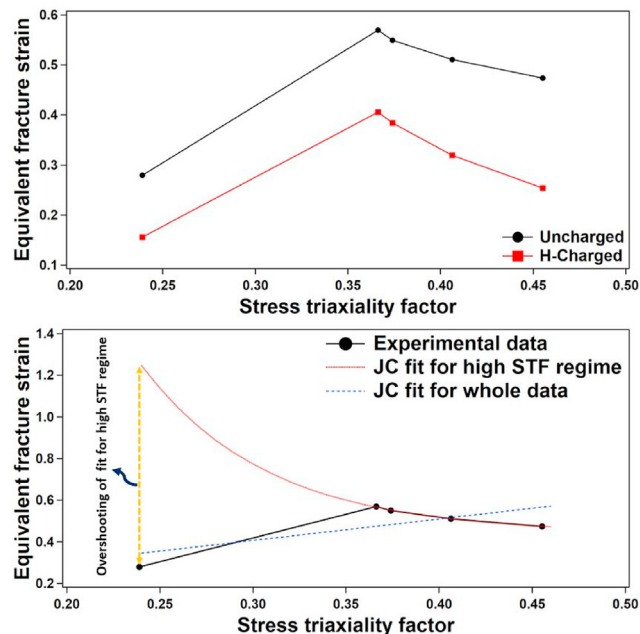 Equivalent fracture strain
0.6
0.5
0.4
0.3
0.2
0.1
Uncharged
H-Charged
0.20
0.25
0.30
0.35
0.40
0.45
0.50
Stress triaxiality factor
Equivalent fracture strain
1.4
1.2
1.0
0.8
0.6
0.4
0.2
Overshooting of fit for high STF regime
Experimental data
JC fit for high STF regime
JC fit for whole data
0.20
0.25
0.30
0.35
0.40
0.45
0.50
Stress triaxiality factor